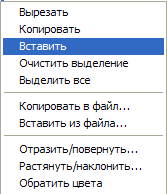 Вырезать
Копировать
Вставить
Очистить выделение
Выделить все
Копировать в файл...
Вставить из файла...
Отразить/повернуть...
Растянуть/наклонить...
Обратить цвета